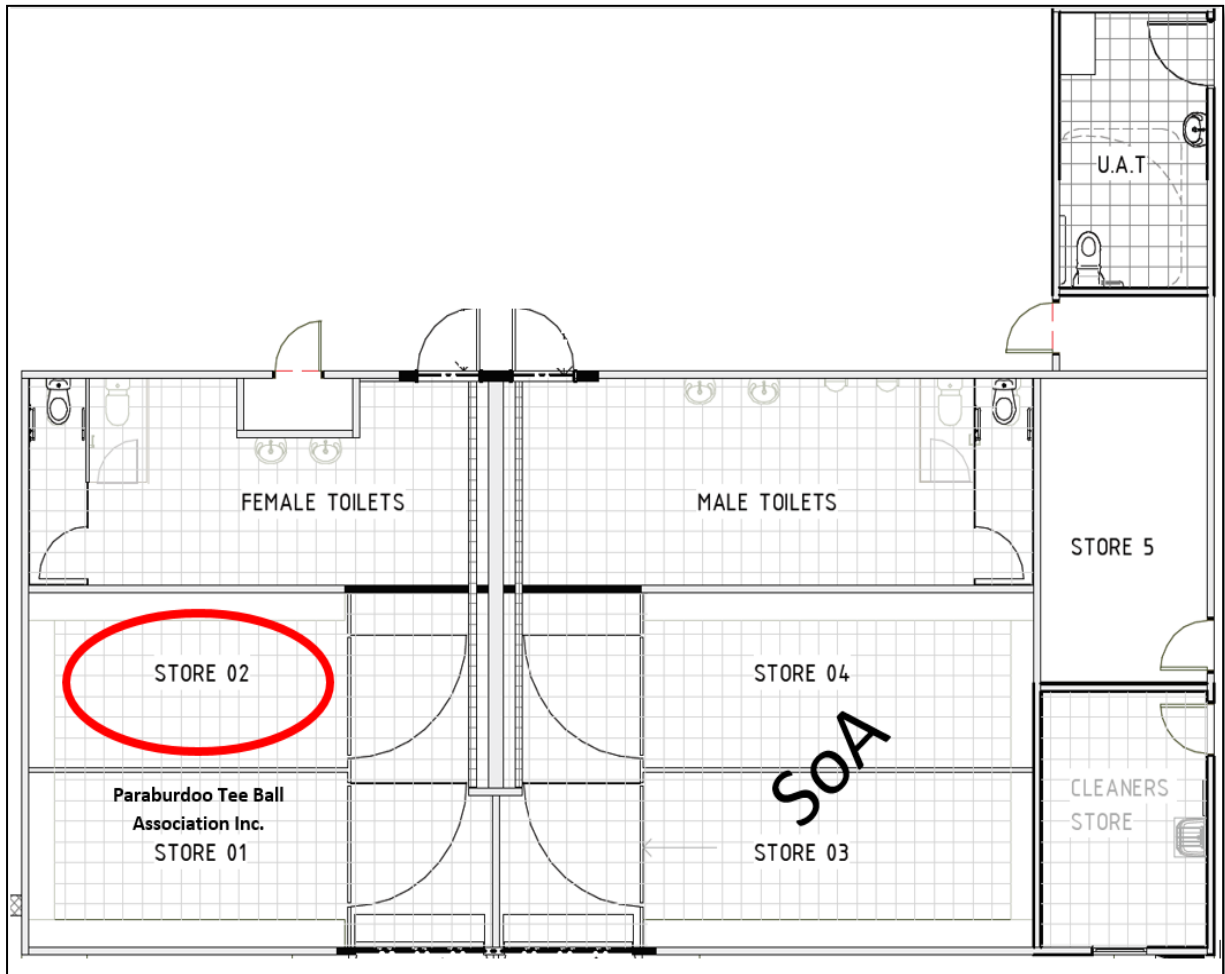 U.A.T
FEMALE TOILETS
MALE TOILETS
STORE 5
STORE 02
STORE 04
SoA
Paraburdoo Tee Ball
Association Inc.
STORE 01
STORE 03
CLEANERS
STORE